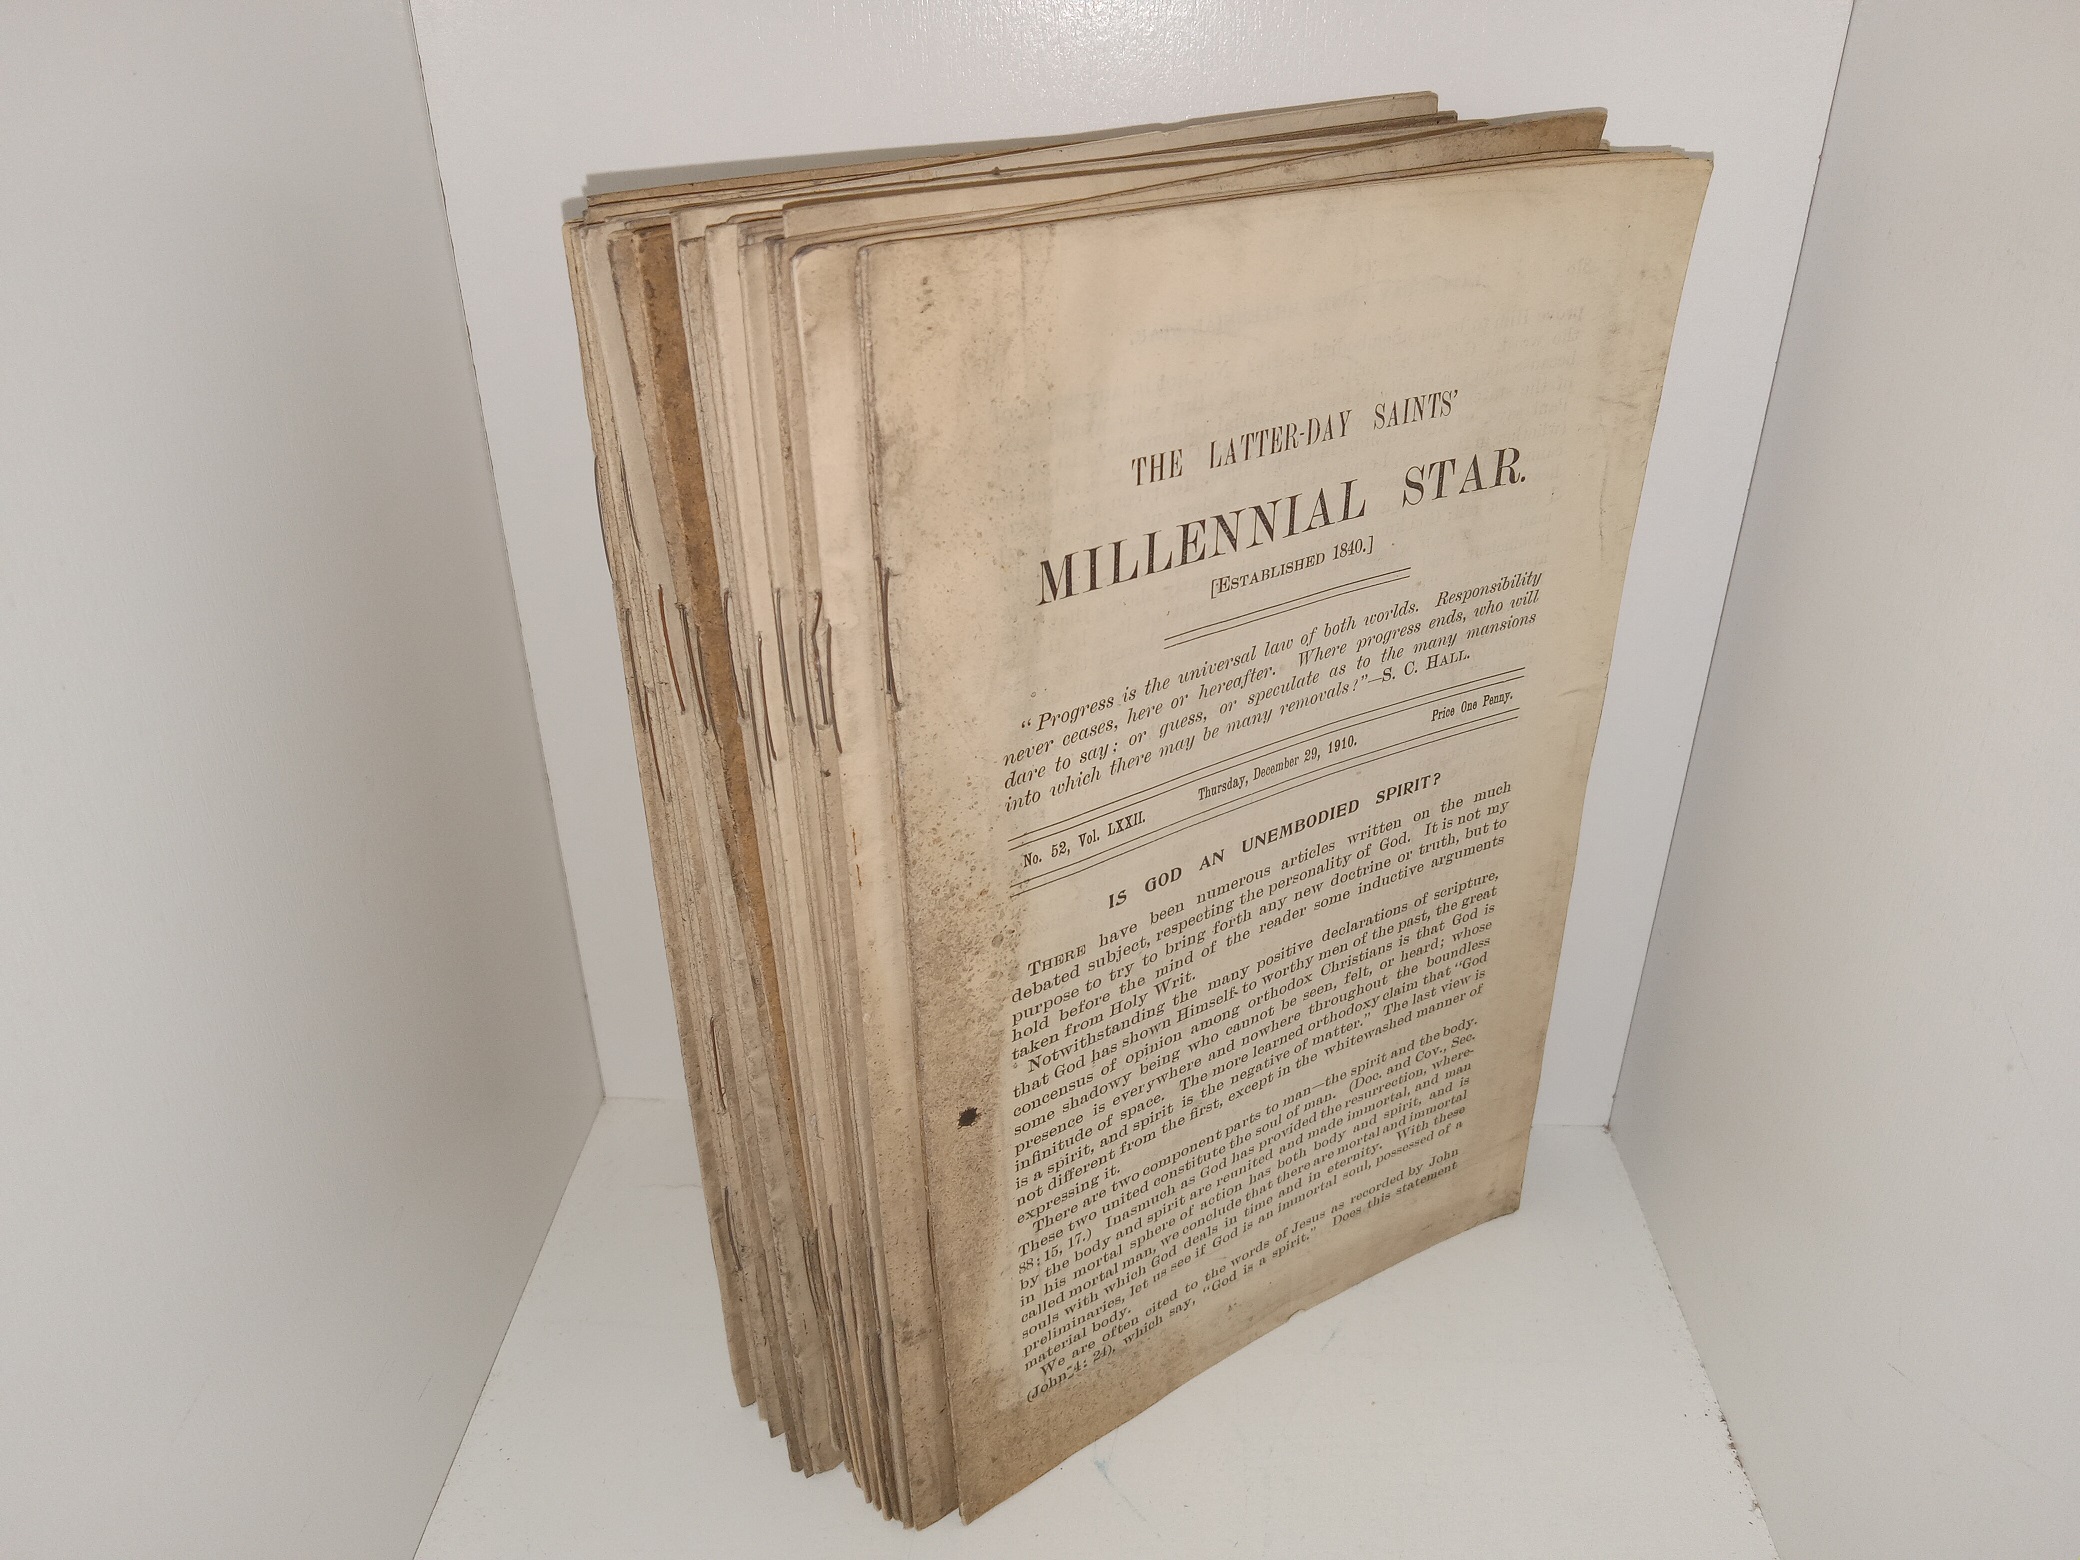 THE LATTER-DAY SAINTS'
MILLENNIAL STAR.
[ESTABLISHED 1840.]
"Progress is the universal law of both worlds. Responsibility
never ceases, here or hereafter. Where progress ends, who will
dare to say; or guess, or speculate as to the many mansions
into which there may be many removals!"—S. C. HALL.
No. 52, Vol. LXXII. Thursday, December 29, 1910. Price One Penny.
IS GOD AN UNEMBODIED SPIRIT?
THERE have been numerous articles written on the much
debated subject, respecting the personality of God. It is not my
purpose to try to bring forth any new doctrine or truth, but to
hold before the mind of the reader some inductive arguments
taken from Holy Writ.
Notwithstanding the many positive declarations of scripture,
that God has shown Himself to worthy men of the past, the great
concensus of opinion among orthodox Christians is that God is
some shadowy being who cannot be seen, felt, or heard; whose
presence is everywhere and nowhere throughout the boundless
infinitude of space. The more learned orthodoxy claim that "God
is a spirit, and spirit is the negative of matter." The last view is
not different from the first, except in the whitewashed manner of
expressing it.
There are two component parts to man—the spirit and the body.
These two united constitute the soul of man. (Doc. and Cov., Sec.
88: 15, 17.) Inasmuch as God has provided the resurrection, where-
by the body and spirit are reunited and made immortal, and man
in his mortal sphere of action has both body and spirit, and is
called mortal man, we conclude that there are mortal and immortal
souls with which God deals in time and in eternity. With these
preliminaries, let us see if God is an immortal soul, possessed of a
material body.
We are often cited to the words of Jesus as recorded by John
(John 4: 24), which say, "God is a spirit." Does this statement